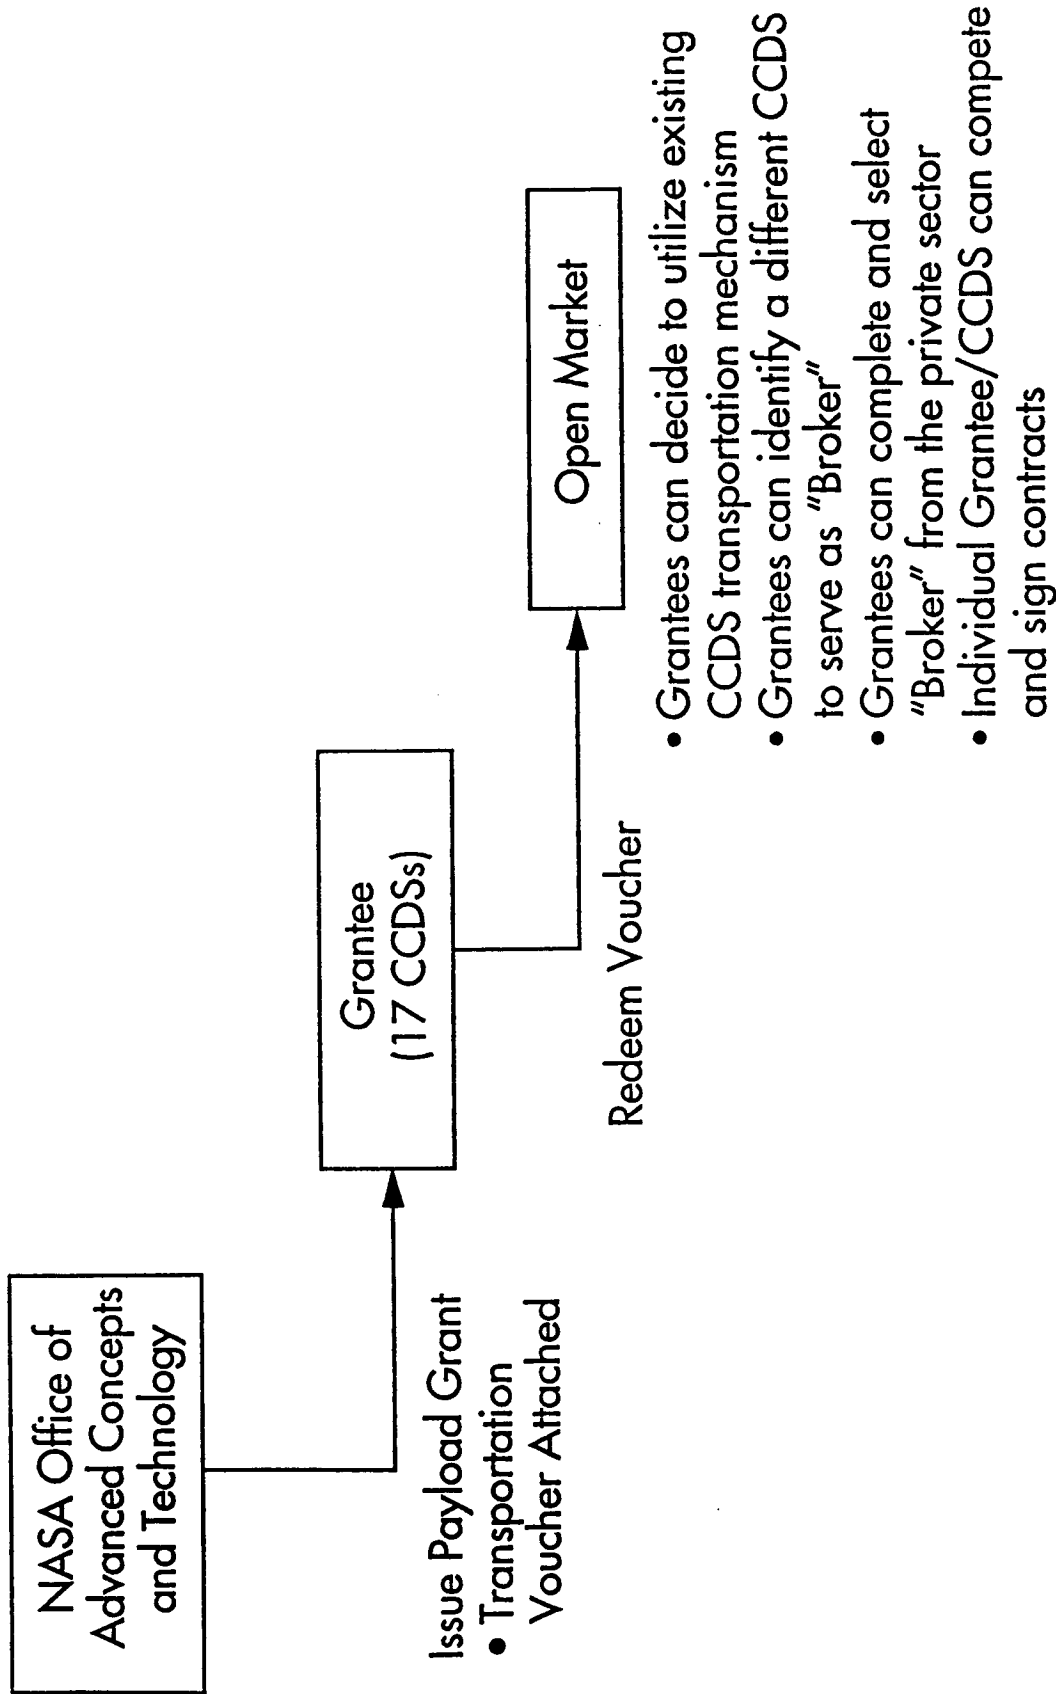 NASA Office of
Advanced Concepts
and Technology
Issue Payload Grant
• Transportation
Voucher Attached
Grantee
(17 CCDSs)
Redeem Voucher
Open Market
• Grantees can decide to utilize existing
CCDS transportation mechanism
• Grantees can identify a different CCDS
to serve as "Broker"
• Grantees can complete and select
"Broker" from the private sector
• Individual Grantee/CCDS can compete
and sign contracts